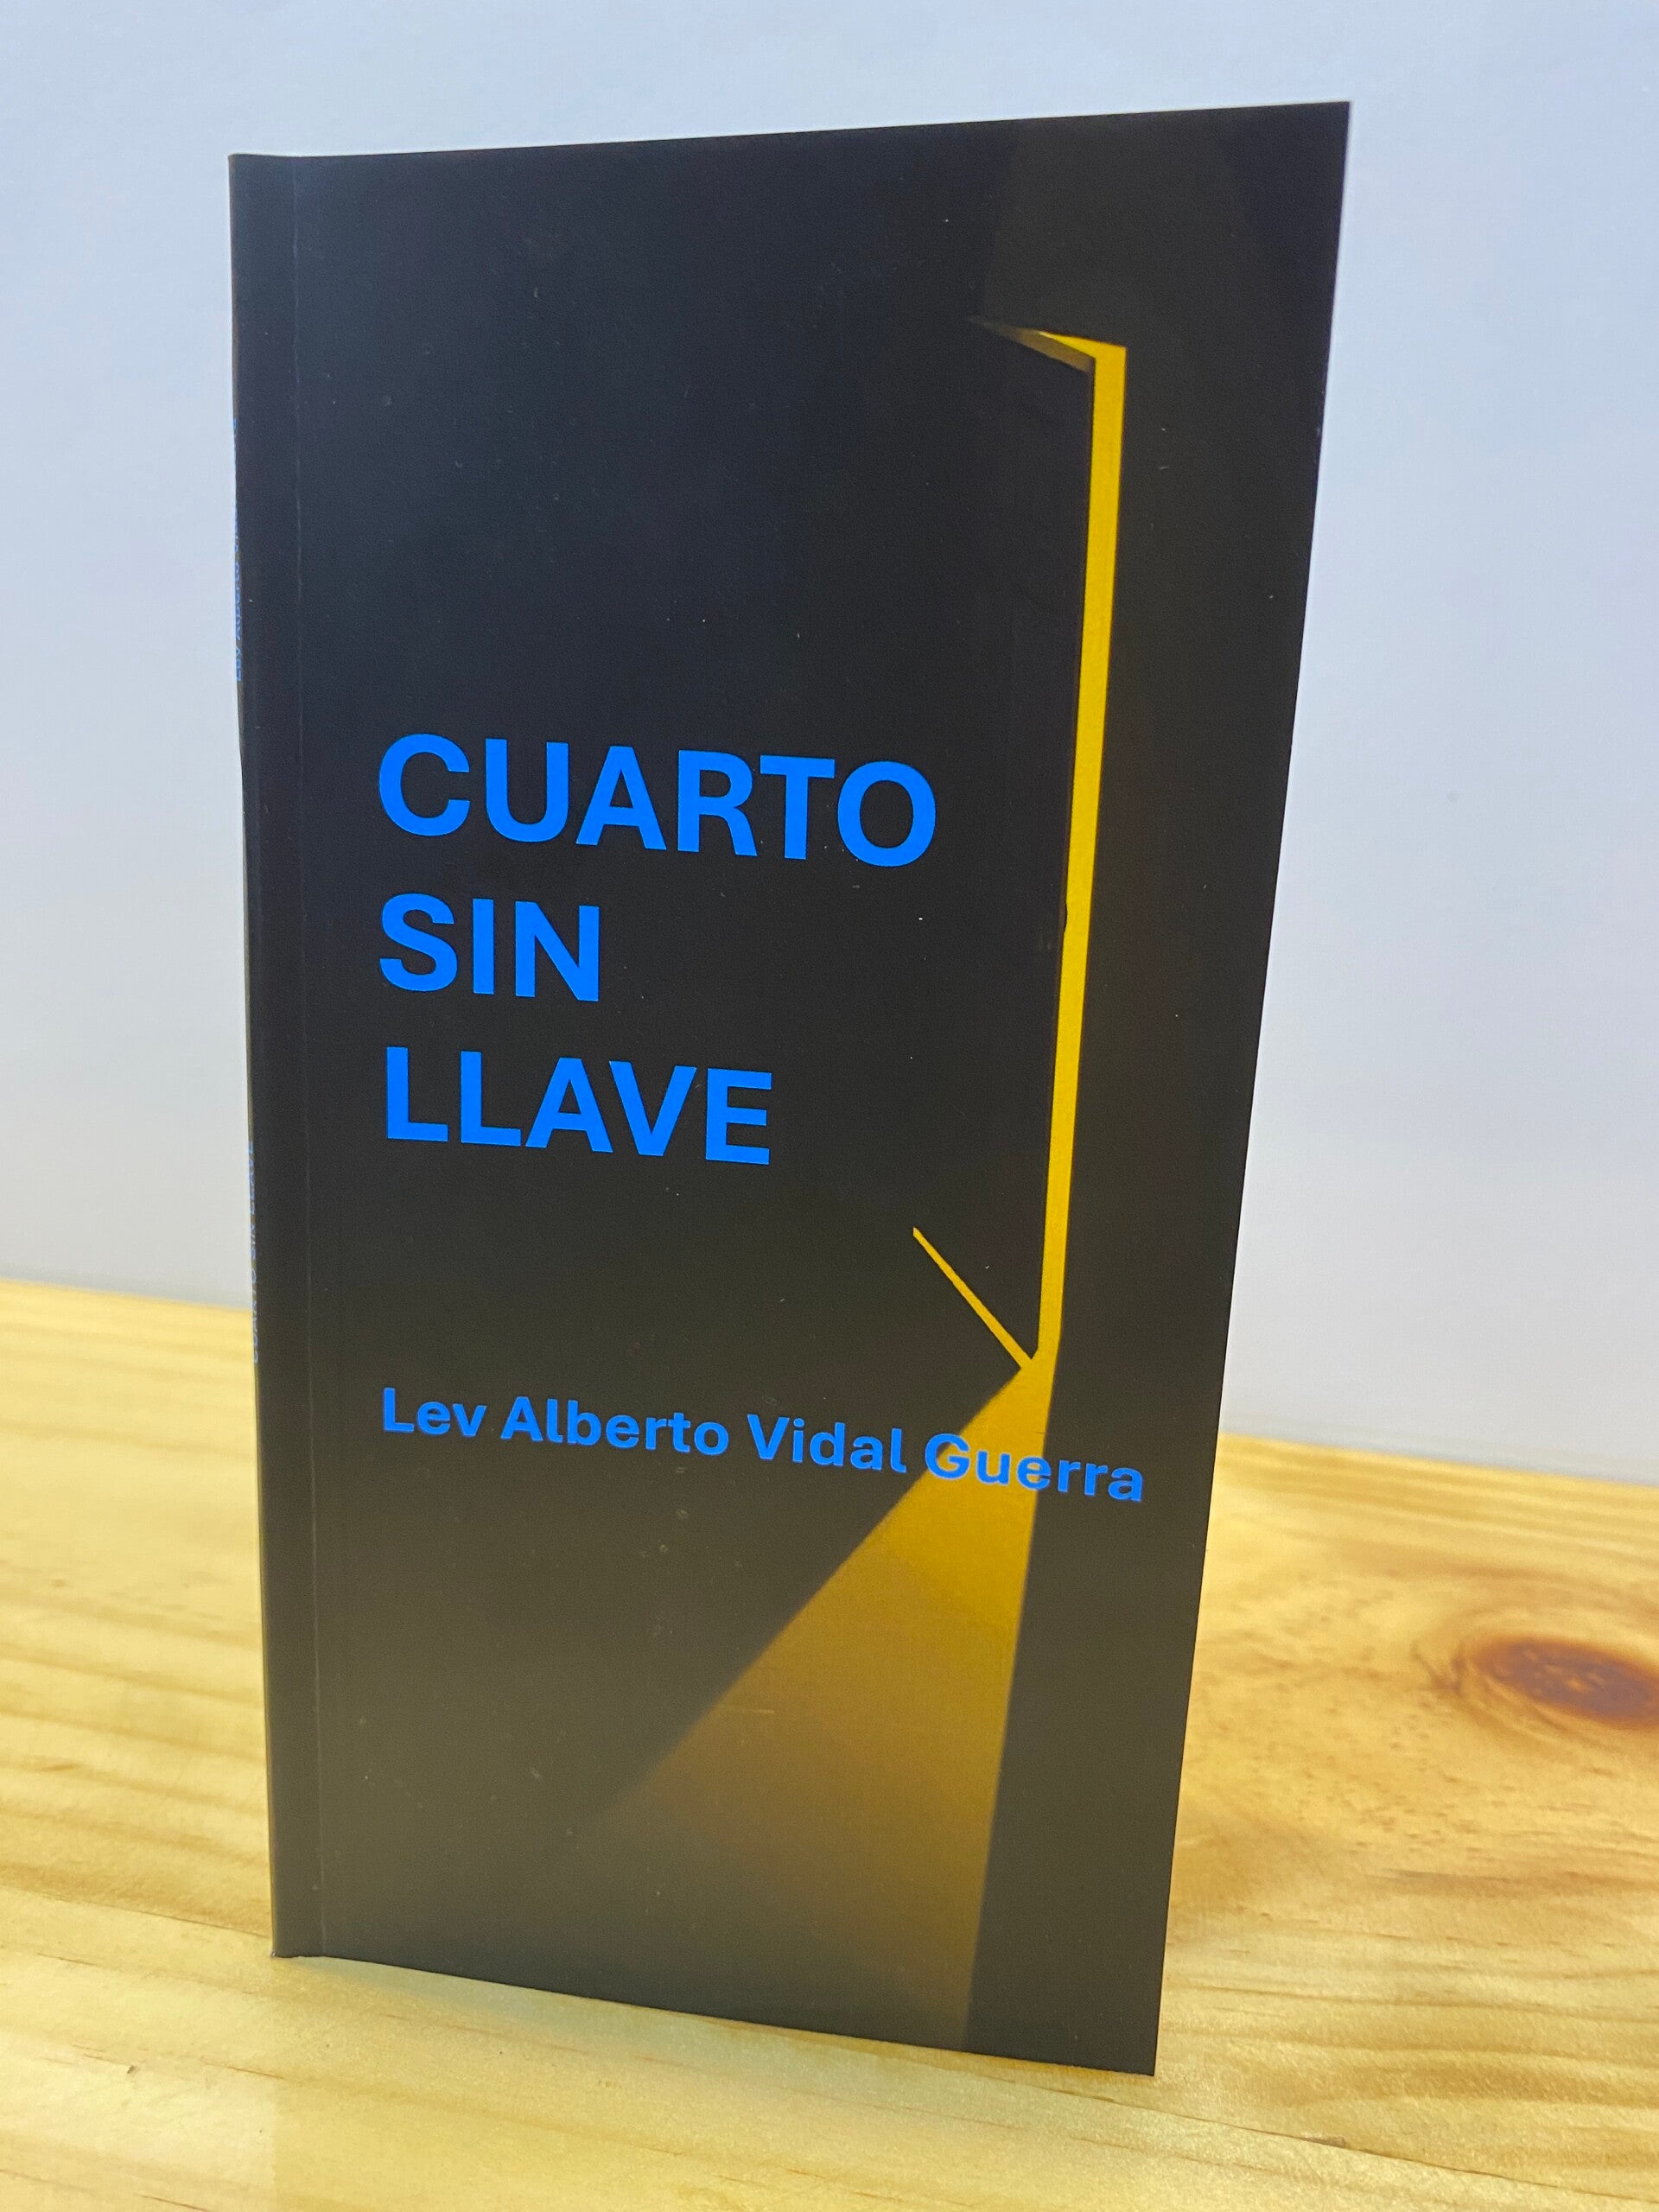 CUARTO
SIN
LLAVE
Lev Alberto Vidal Guerra